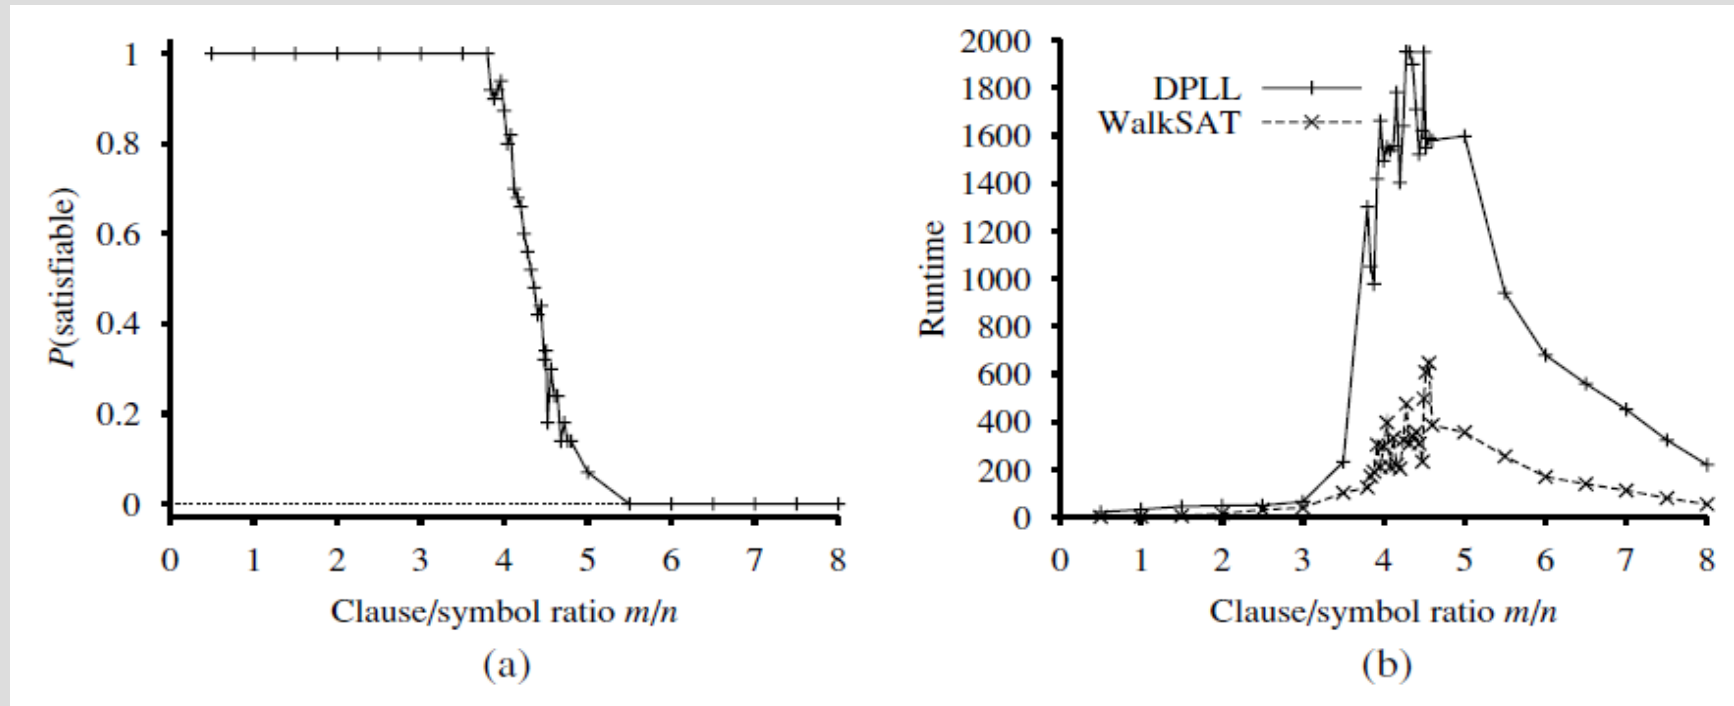 1
0.8
0.6
0.4
0.2
0
P(satisfiable)
0 1 2 3 4 5 6 7 8
Clause/symbol ratio m/n
(a)
2000
1800
1600
1400
1200
1000
800
600
400
200
0
Runtime
DPLL
WalkSAT
0 1 2 3 4 5 6 7 8
Clause/symbol ratio m/n
(b)